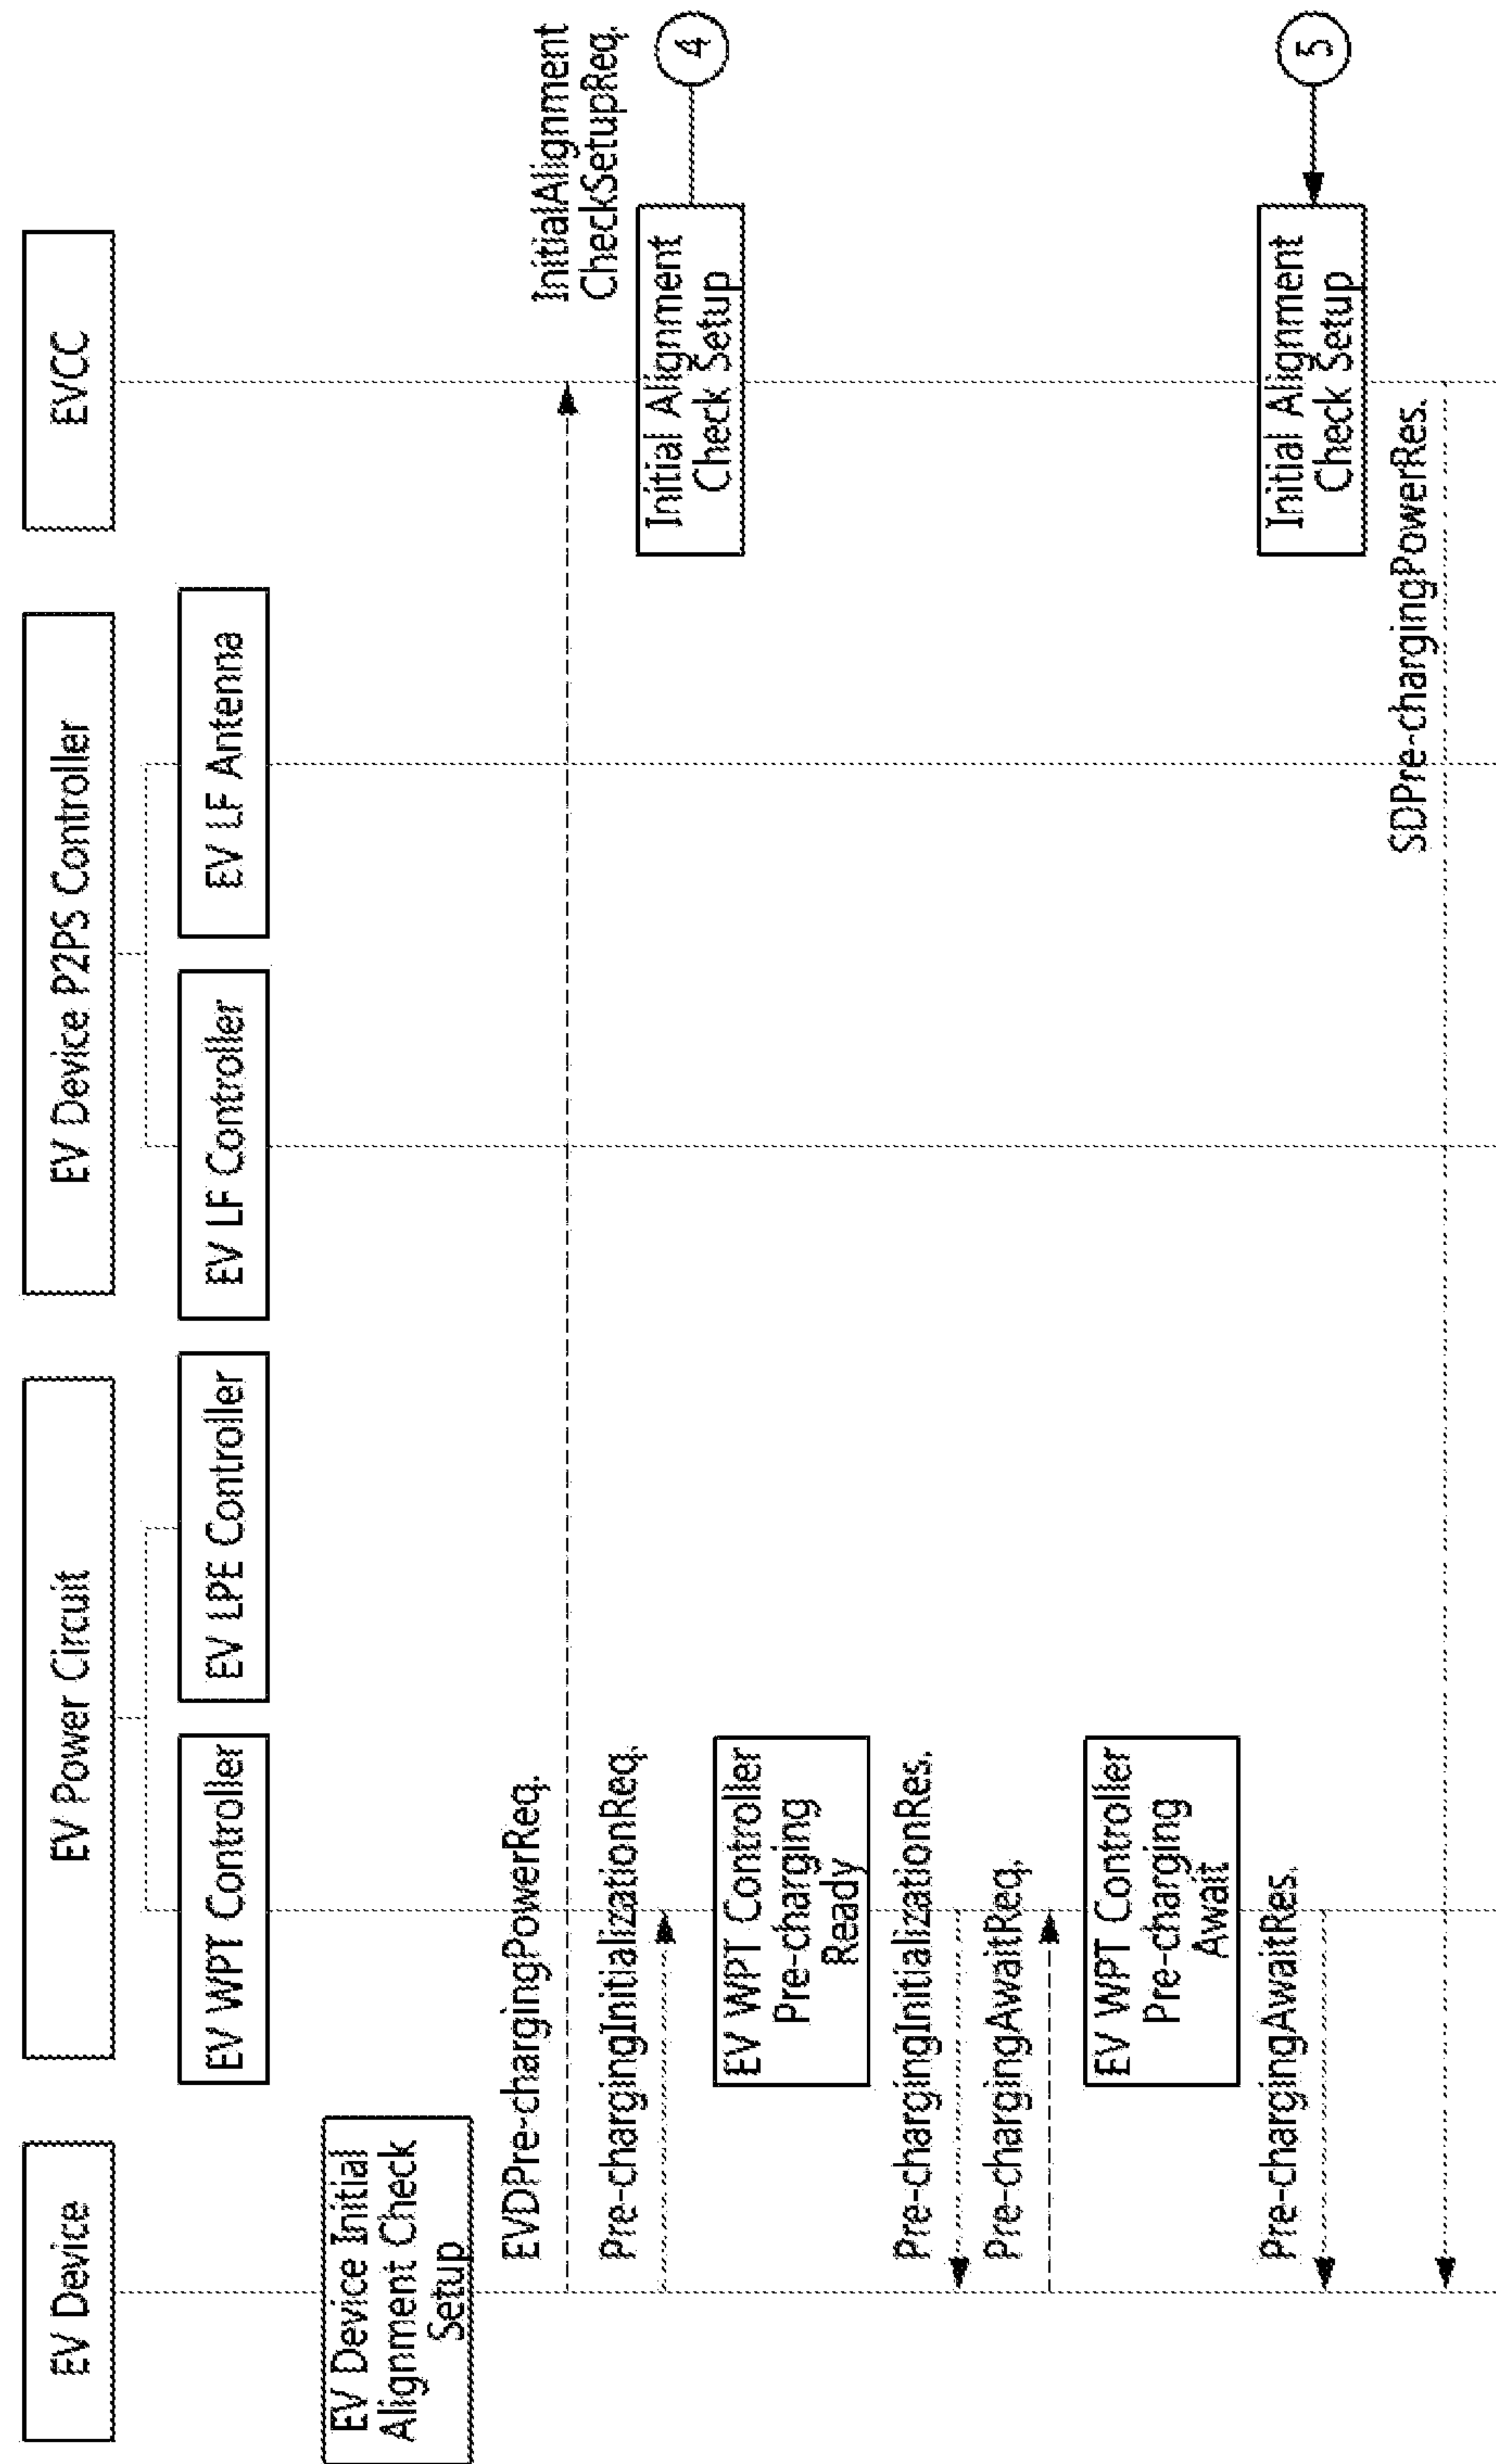 EV Device
EV Power Circuit
EV Device P2PS Controller
EVCC
EV WPT Controller
EV LPE Controller
EV LF Controller
EV LF Antenna
EV Device Initial
Alignment Check
Setup
EVDPre-chargingPowerReq.
InitialAlignment
CheckSetupReq.
Pre-chargingInitializationReq.
Initial Alignment
Check Setup
4
EV WPT Controller
Pre-charging
Ready
Pre-chargingInitializationRes.
Pre-chargingAwaitReq.
EV WPT Controller
Pre-charging
Await
Pre-chargingAwaitRes.
Initial Alignment
Check Setup
5
SDPre-chargingPowerRes.